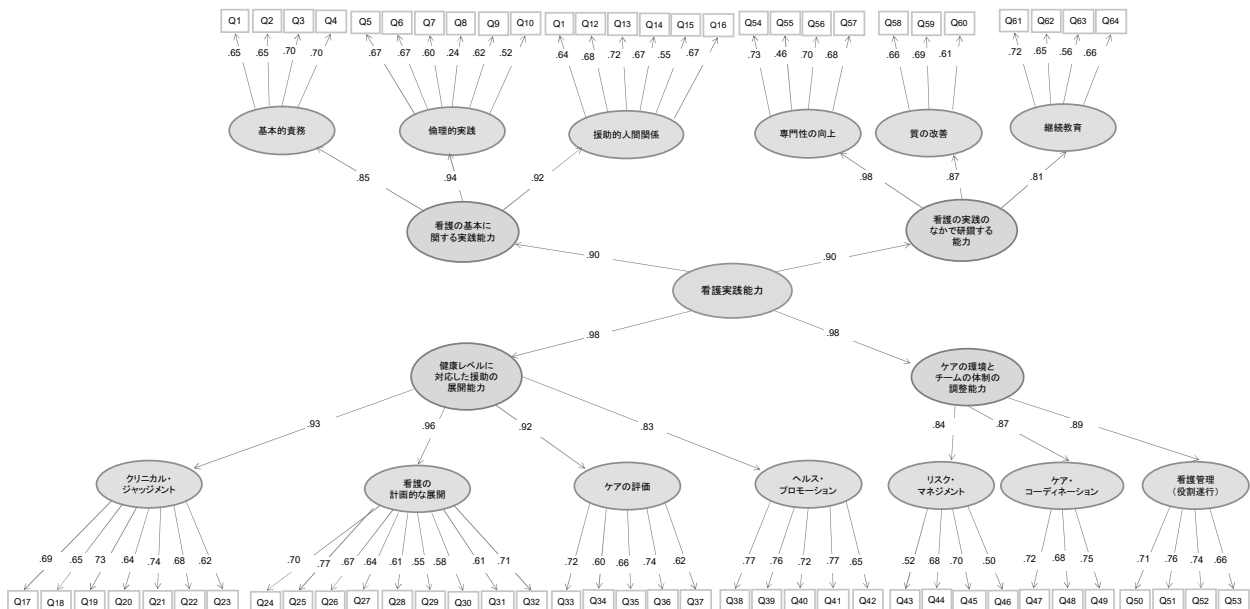 Q1 Q2 Q3 Q4 Q5 Q6 Q7 Q8 Q9 Q10 Q1 Q12 Q13 Q14 Q15 Q16 Q54 Q55 Q56 Q57 Q58 Q59 Q60 Q61 Q62 Q63 Q64
.65 .65 .70 .70 .67 .67 .60 .24 .62 .52 .64 .68 .72 .67 .55 .67 .73 .46 .70 .68 .66 .69 .61 .72 .65 .56 .66
基本的責務
倫理的実践
援助的人間関係
専門性の向上
質の改善
継続教育
.85 .94 .92 .98 .87 .81
看護の基本に
関する実践能力
看護の実践の
なかで研鑽する
能力
.90 .90
看護実践能力
.98 .98
健康レベルに
対応した援助の
展開能力
ケアの環境と
チームの体制の
調整能力
.93 .96 .92 .83 .84 .87 .89
クリニカル・
ジャッジメント
看護の
計画的な展開
ケアの評価
ヘルス・
プロモーション
リスク・
マネジメント
ケア・
コーディネーション
看護管理
(役割遂行)
.69 .65 .73 .64 .74 .68 .62 .70 .77 .67 .64 .61 .55 .58 .61 .71 .72 .60 .66 .74 .62 .77 .76 .72 .77 .65 .52 .68 .70 .50 .72 .68 .75 .71 .76 .74 .66
Q17 Q18 Q19 Q20 Q21 Q22 Q23 Q24 Q25 Q26 Q27 Q28 Q29 Q30 Q31 Q32 Q33 Q34 Q35 Q36 Q37 Q38 Q39 Q40 Q41 Q42 Q43 Q44 Q45 Q46 Q47 Q48 Q49 Q50 Q51 Q52 Q53